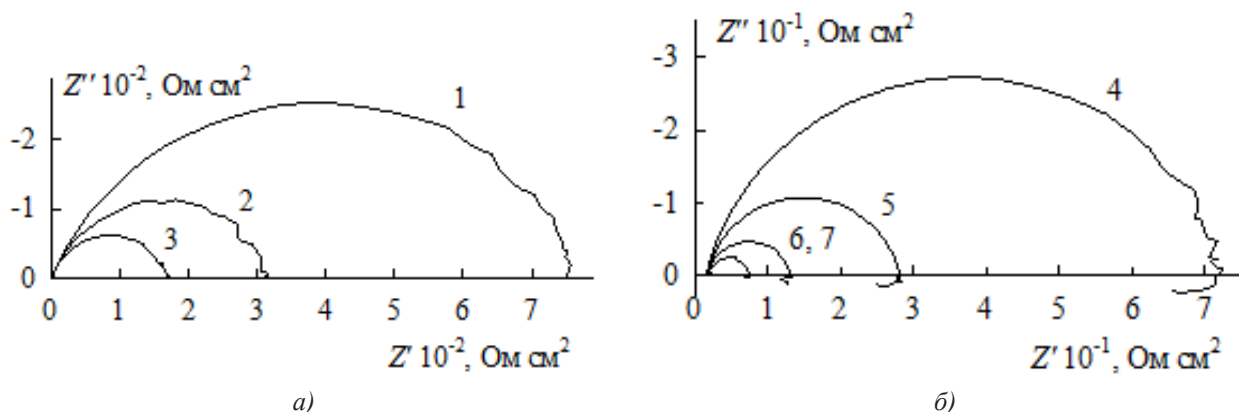 Z'' 10⁻², Ом см²
1
-2
-1
2
3
0
0 1 2 3 4 5 6 7
Z' 10⁻², Ом см²
а)
Z'' 10⁻¹, Ом см²
-3
4
-2
-1
5
6, 7
0
0 1 2 3 4 5 6 7
Z' 10⁻¹, Ом см²
б)